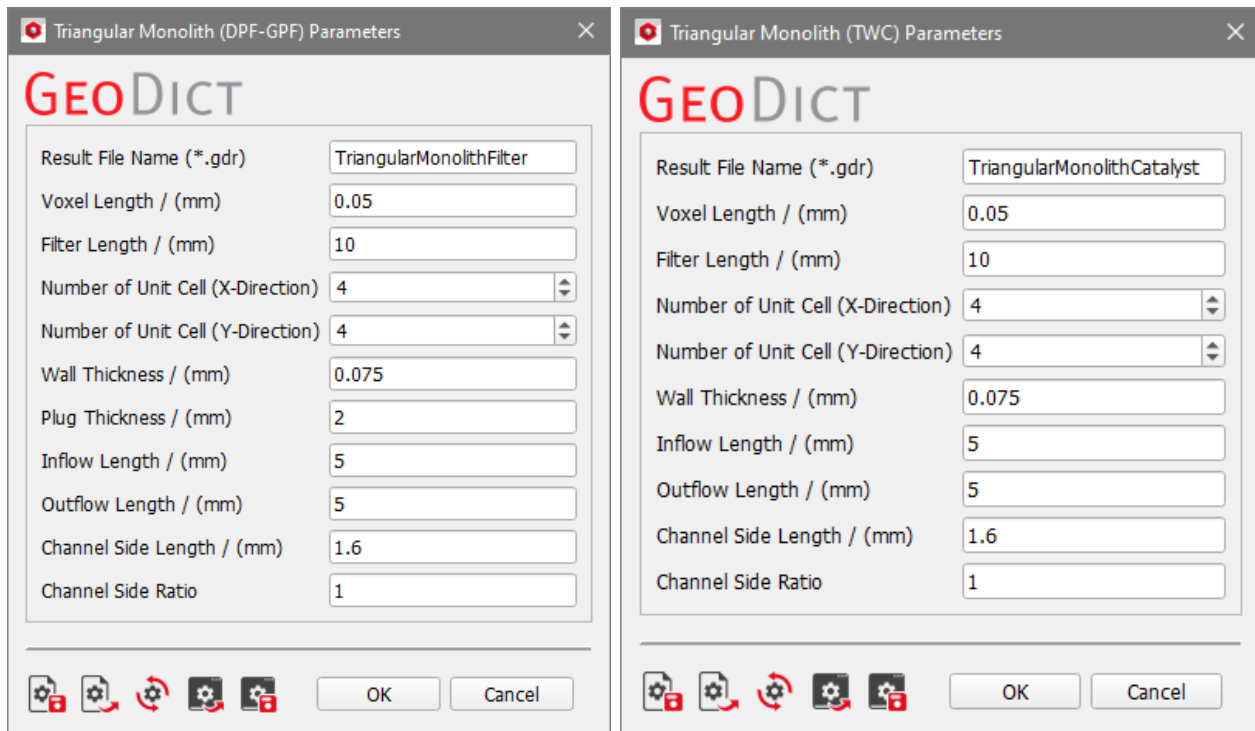 Triangular Monolith (DPF-GPF) Parameters
GEODICT
Result File Name (*.gdr) TriangularMonolithFilter
Voxel Length / (mm) 0.05
Filter Length / (mm) 10
Number of Unit Cell (X-Direction) 4
Number of Unit Cell (Y-Direction) 4
Wall Thickness / (mm) 0.075
Plug Thickness / (mm) 2
Inflow Length / (mm) 5
Outflow Length / (mm) 5
Channel Side Length / (mm) 1.6
Channel Side Ratio 1
OK Cancel
Triangular Monolith (TWC) Parameters
GEODICT
Result File Name (*.gdr) TriangularMonolithCatalyst
Voxel Length / (mm) 0.05
Filter Length / (mm) 10
Number of Unit Cell (X-Direction) 4
Number of Unit Cell (Y-Direction) 4
Wall Thickness / (mm) 0.075
Inflow Length / (mm) 5
Outflow Length / (mm) 5
Channel Side Length / (mm) 1.6
Channel Side Ratio 1
OK Cancel